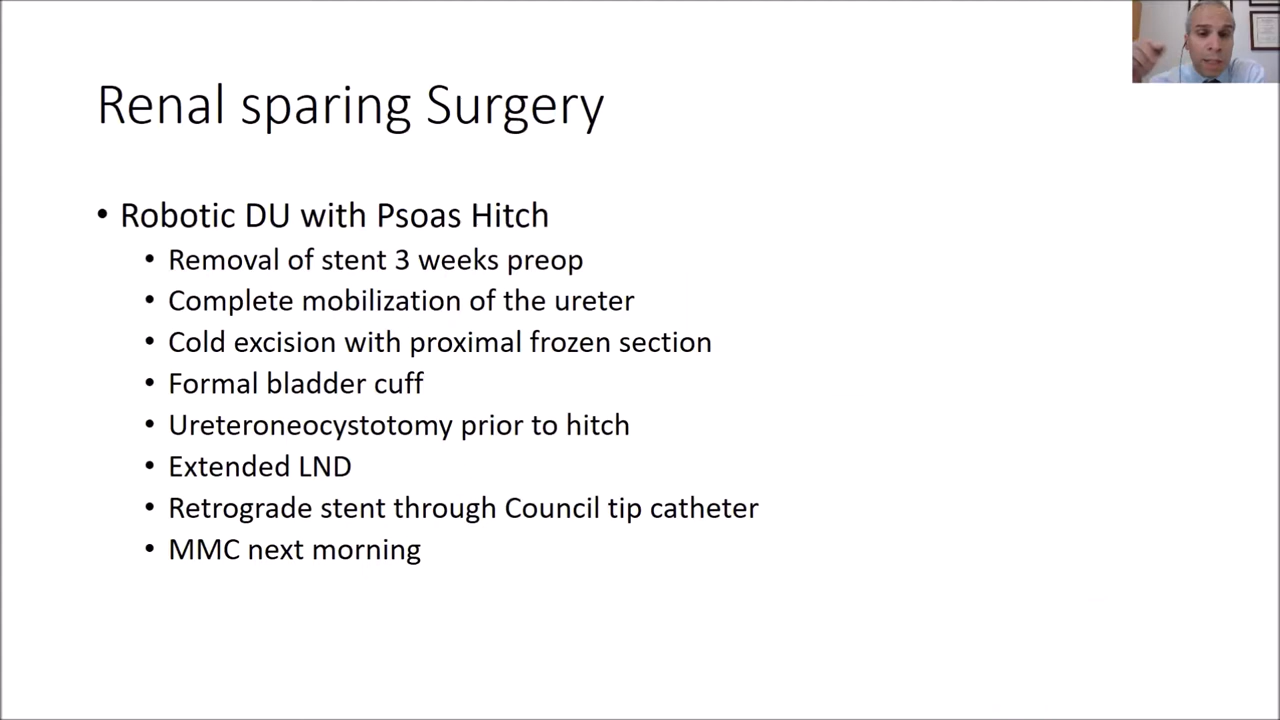 Renal sparing Surgery
• Robotic DU with Psoas Hitch
• Removal of stent 3 weeks preop
• Complete mobilization of the ureter
• Cold excision with proximal frozen section
• Formal bladder cuff
• Ureteroneocystotomy prior to hitch
• Extended LND
• Retrograde stent through Council tip catheter
• MMC next morning